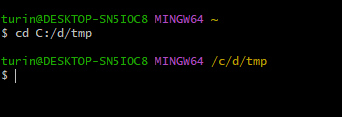 turin@DESKTOP-SN5IOC8 MINGW64 ~
$ cd C:/d/tmp
turin@DESKTOP-SN5IOC8 MINGW64 /c/d/tmp
$